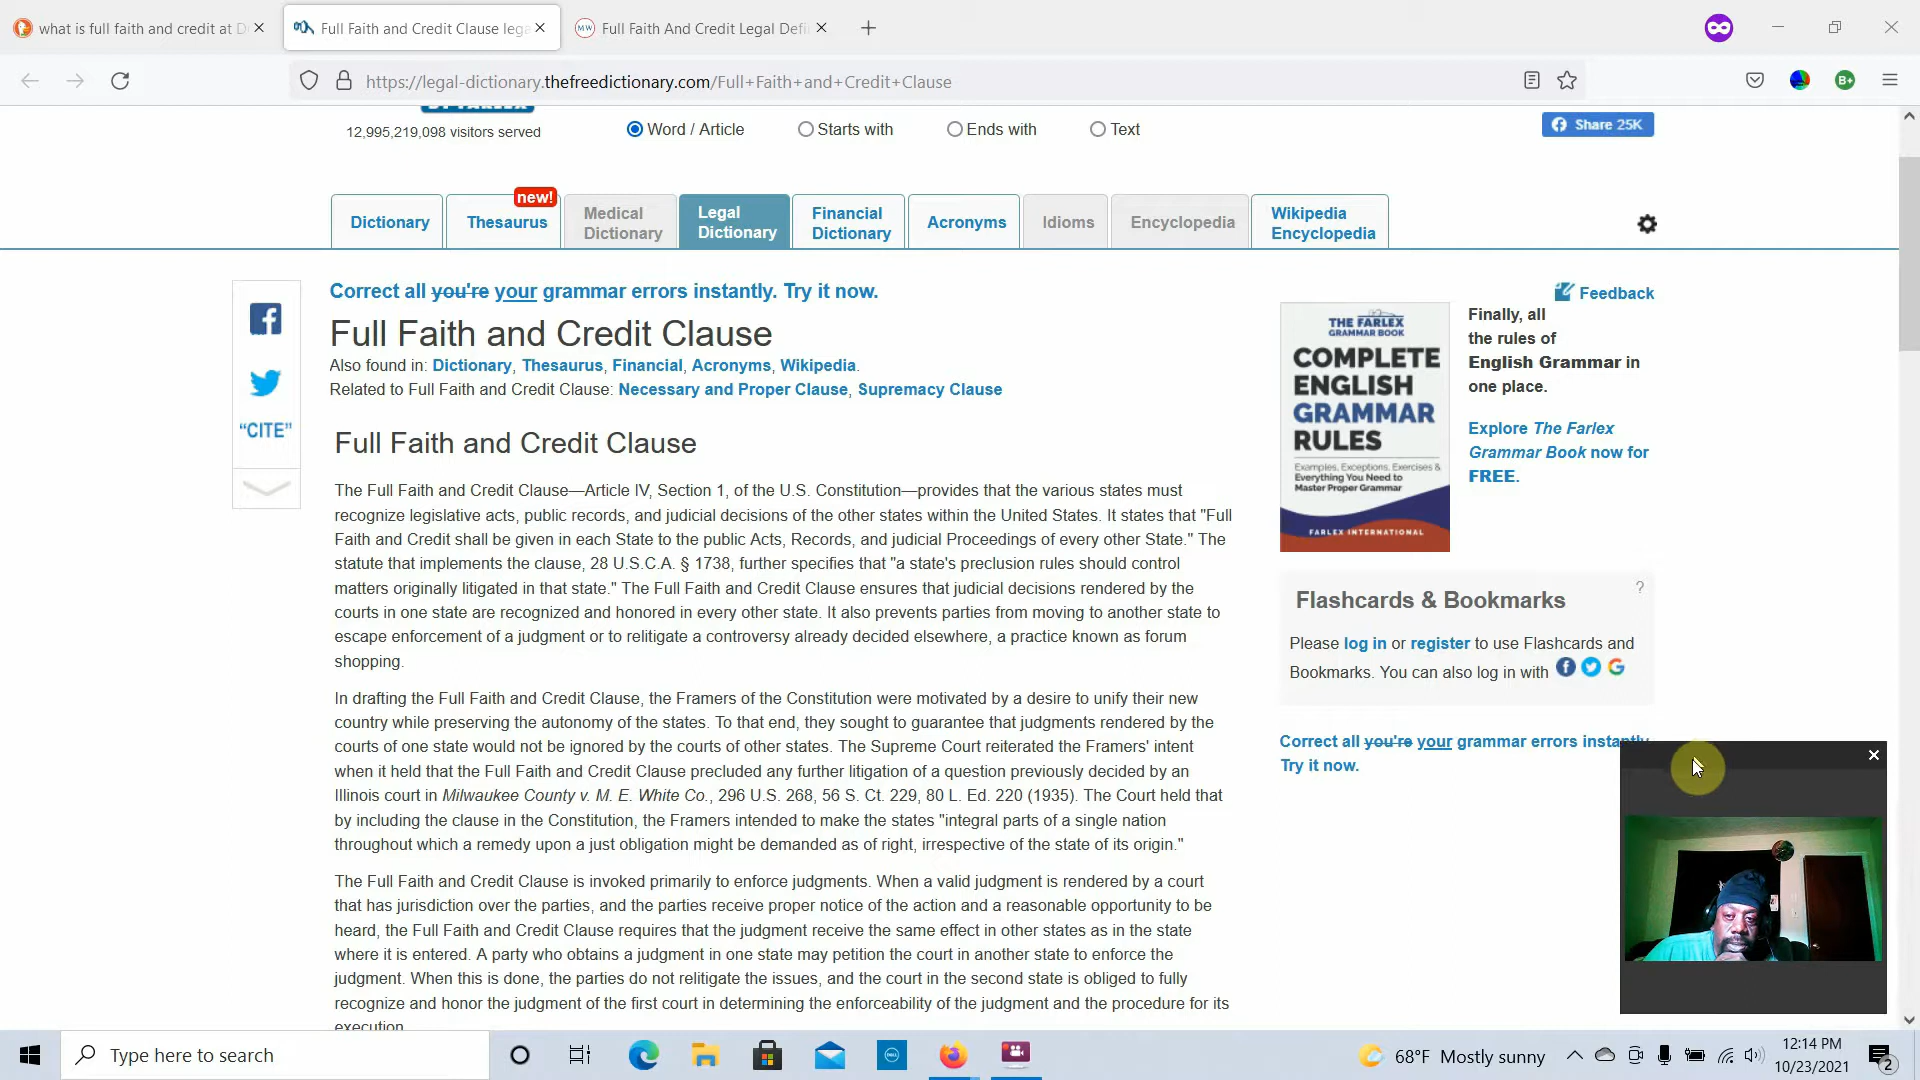 what is full faith and credit at D
Full Faith and Credit Clause lega
MW
Full Faith And Credit Legal Defi
https://legal-dictionary.thefreedictionary.com/Full+Faith+and+Credit+Clause
B+
12,995,219,098 visitors served
Word / Article
Starts with
Ends with
Text
Share 25K
new!
Dictionary
Thesaurus
Medical
Dictionary
Legal
Dictionary
Financial
Dictionary
Acronyms
Idioms
Encyclopedia
Wikipedia
Encyclopedia
Correct all you're your grammar errors instantly. Try it now.
Feedback
Full Faith and Credit Clause
Also found in: Dictionary, Thesaurus, Financial, Acronyms, Wikipedia.
Related to Full Faith and Credit Clause: Necessary and Proper Clause, Supremacy Clause
"CITE"
Full Faith and Credit Clause
The Full Faith and Credit Clause—Article IV, Section 1, of the U.S. Constitution—provides that the various states must
recognize legislative acts, public records, and judicial decisions of the other states within the United States. It states that "Full
Faith and Credit shall be given in each State to the public Acts, Records, and judicial Proceedings of every other State." The
statute that implements the clause, 28 U.S.C.A. § 1738, further specifies that "a state's preclusion rules should control
matters originally litigated in that state." The Full Faith and Credit Clause ensures that judicial decisions rendered by the
courts in one state are recognized and honored in every other state. It also prevents parties from moving to another state to
escape enforcement of a judgment or to relitigate a controversy already decided elsewhere, a practice known as forum
shopping.
In drafting the Full Faith and Credit Clause, the Framers of the Constitution were motivated by a desire to unify their new
country while preserving the autonomy of the states. To that end, they sought to guarantee that judgments rendered by the
courts of one state would not be ignored by the courts of other states. The Supreme Court reiterated the Framers' intent
when it held that the Full Faith and Credit Clause precluded any further litigation of a question previously decided by an
Illinois court in Milwaukee County v. M. E. White Co., 296 U.S. 268, 56 S. Ct. 229, 80 L. Ed. 220 (1935). The Court held that
by including the clause in the Constitution, the Framers intended to make the states "integral parts of a single nation
throughout which a remedy upon a just obligation might be demanded as of right, irrespective of the state of its origin."
The Full Faith and Credit Clause is invoked primarily to enforce judgments. When a valid judgment is rendered by a court
that has jurisdiction over the parties, and the parties receive proper notice of the action and a reasonable opportunity to be
heard, the Full Faith and Credit Clause requires that the judgment receive the same effect in other states as in the state
where it is entered. A party who obtains a judgment in one state may petition the court in another state to enforce the
judgment. When this is done, the parties do not relitigate the issues, and the court in the second state is obliged to fully
recognize and honor the judgment of the first court in determining the enforceability of the judgment and the procedure for its
execution.
THE FARLEX
GRAMMAR BOOK
COMPLETE
ENGLISH
GRAMMAR
RULES
Examples, Exceptions, Exercises &
Everything You Need to
Master Proper Grammar
FARLEX INTERNATIONAL
Finally, all
the rules of
English Grammar in
one place.
Explore The Farlex
Grammar Book now for
FREE.
Flashcards & Bookmarks
?
Please log in or register to use Flashcards and
Bookmarks. You can also log in with
Correct all you're your grammar errors instantly.
Try it now.
Type here to search
DELL
68°F Mostly sunny
12:14 PM
10/23/2021
2